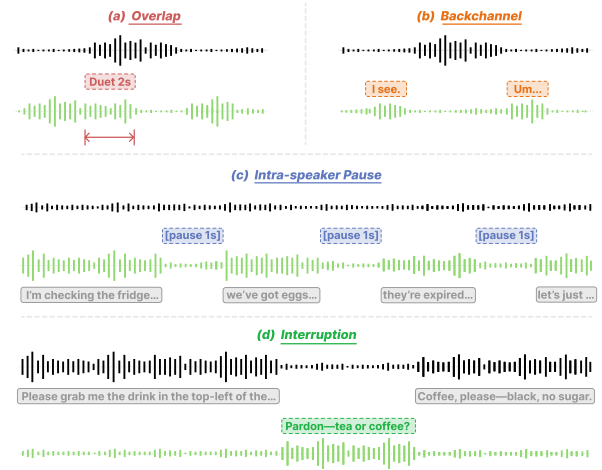 (a) Overlap
(b) Backchannel
Duet 2s
I see.
Um...
(c) Intra-speaker Pause
[pause 1s]
[pause 1s]
[pause 1s]
I'm checking the fridge...
we've got eggs...
they're expired...
let's just ...
(d) Interruption
Please grab me the drink in the top-left of the...
Coffee, please—black, no sugar.
Pardon—tea or coffee?